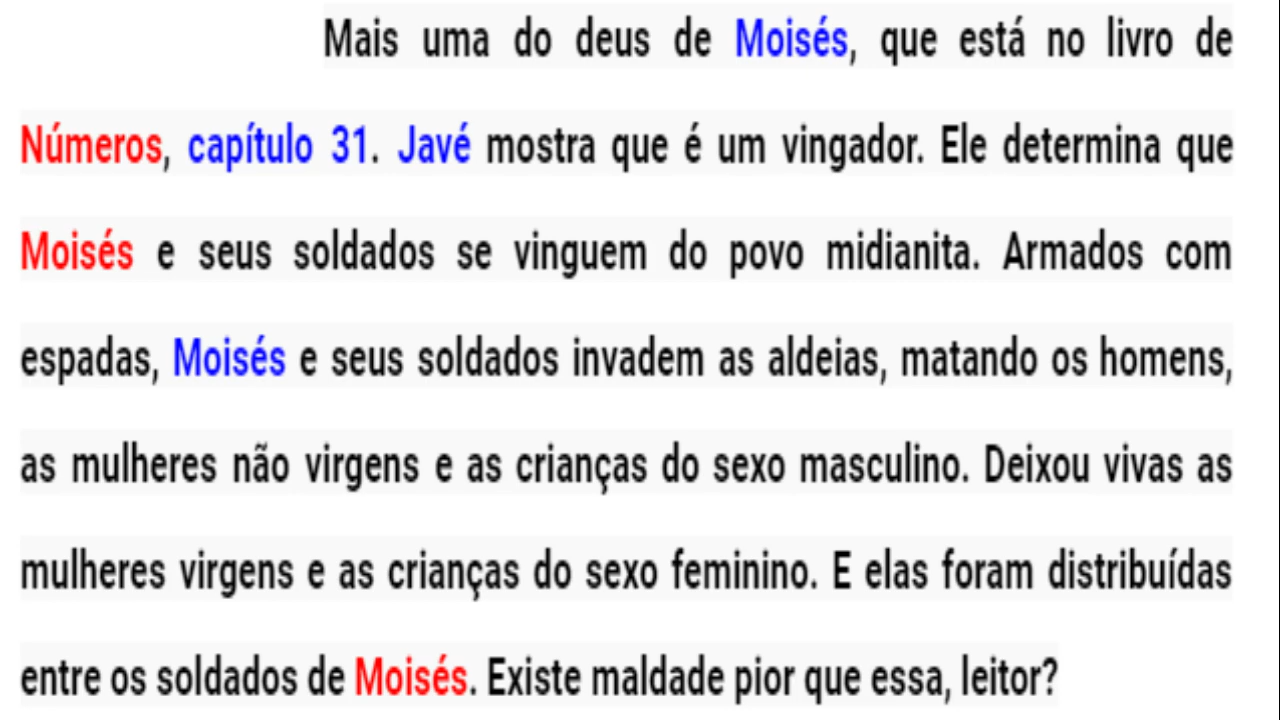 Mais uma do deus de Moisés, que está no livro de
Números, capítulo 31. Javé mostra que é um vingador. Ele determina que
Moisés e seus soldados se vinguem do povo midianita. Armados com
espadas, Moisés e seus soldados invadem as aldeias, matando os homens,
as mulheres não virgens e as crianças do sexo masculino. Deixou vivas as
mulheres virgens e as crianças do sexo feminino. E elas foram distribuídas
entre os soldados de Moisés. Existe maldade pior que essa, leitor?